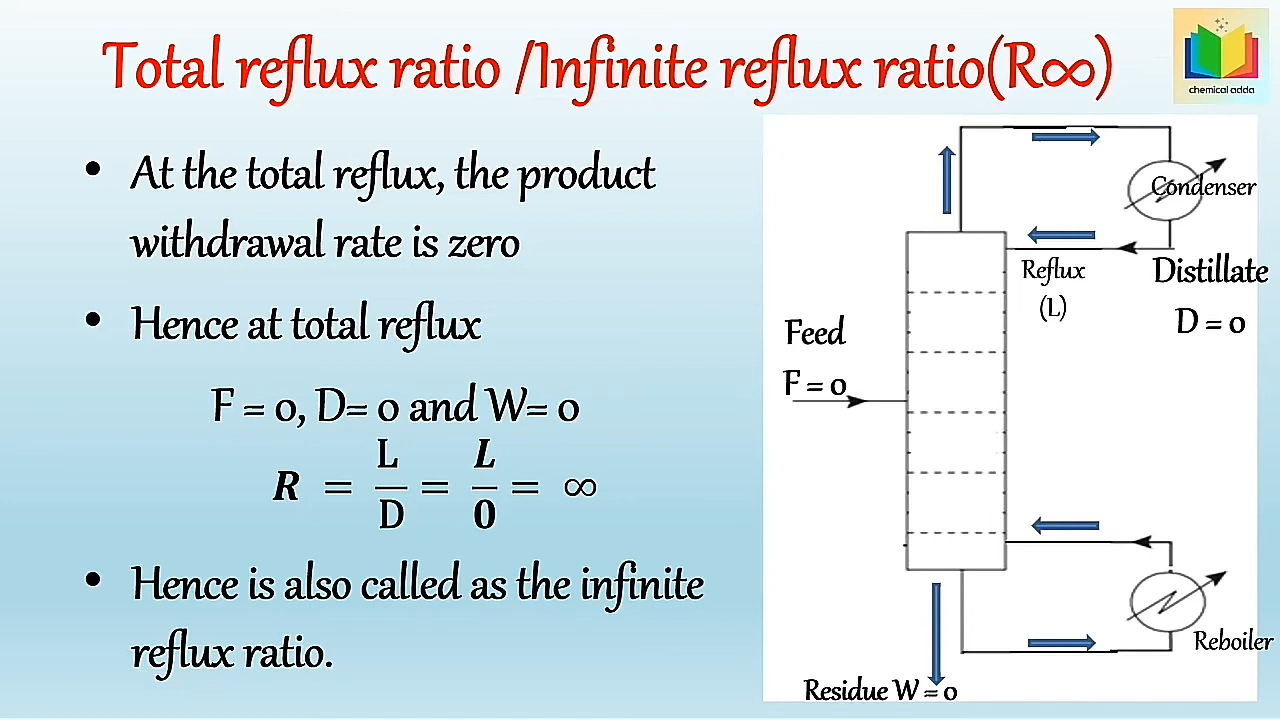 Total reflux ratio /Infinite reflux ratio(R∞)
chemical adda
• At the total reflux, the product
withdrawal rate is zero
• Hence at total reflux
F = 0, D= 0 and W= 0
R = L/D = L/0 = ∞
• Hence is also called as the infinite
reflux ratio.
Condenser
Reflux
(L)
Distillate
D = 0
Feed
F = 0
Reboiler
Residue W = 0